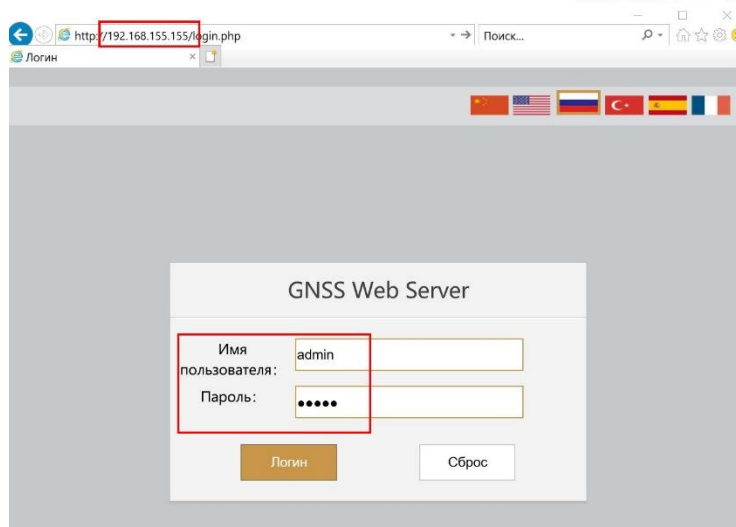 http://192.168.155.155/login.php Поиск...
Логин
GNSS Web Server
Имя
пользователя:
admin
Пароль:
•••••
Логин Сброс